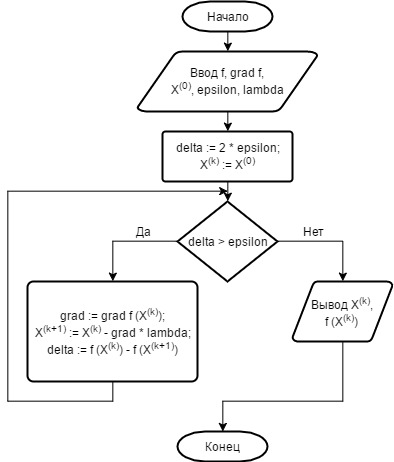 Начало
Ввод f, grad f,
X⁽⁰⁾, epsilon, lambda
delta := 2 * epsilon;
X⁽ᵏ⁾ := X⁽⁰⁾
delta > epsilon
Да
Нет
grad := grad f (X⁽ᵏ⁾);
X⁽ᵏ⁺¹⁾ := X⁽ᵏ⁾ - grad * lambda;
delta := f (X⁽ᵏ⁾) - f (X⁽ᵏ⁺¹⁾)
Вывод X⁽ᵏ⁾,
f (X⁽ᵏ⁾)
Конец